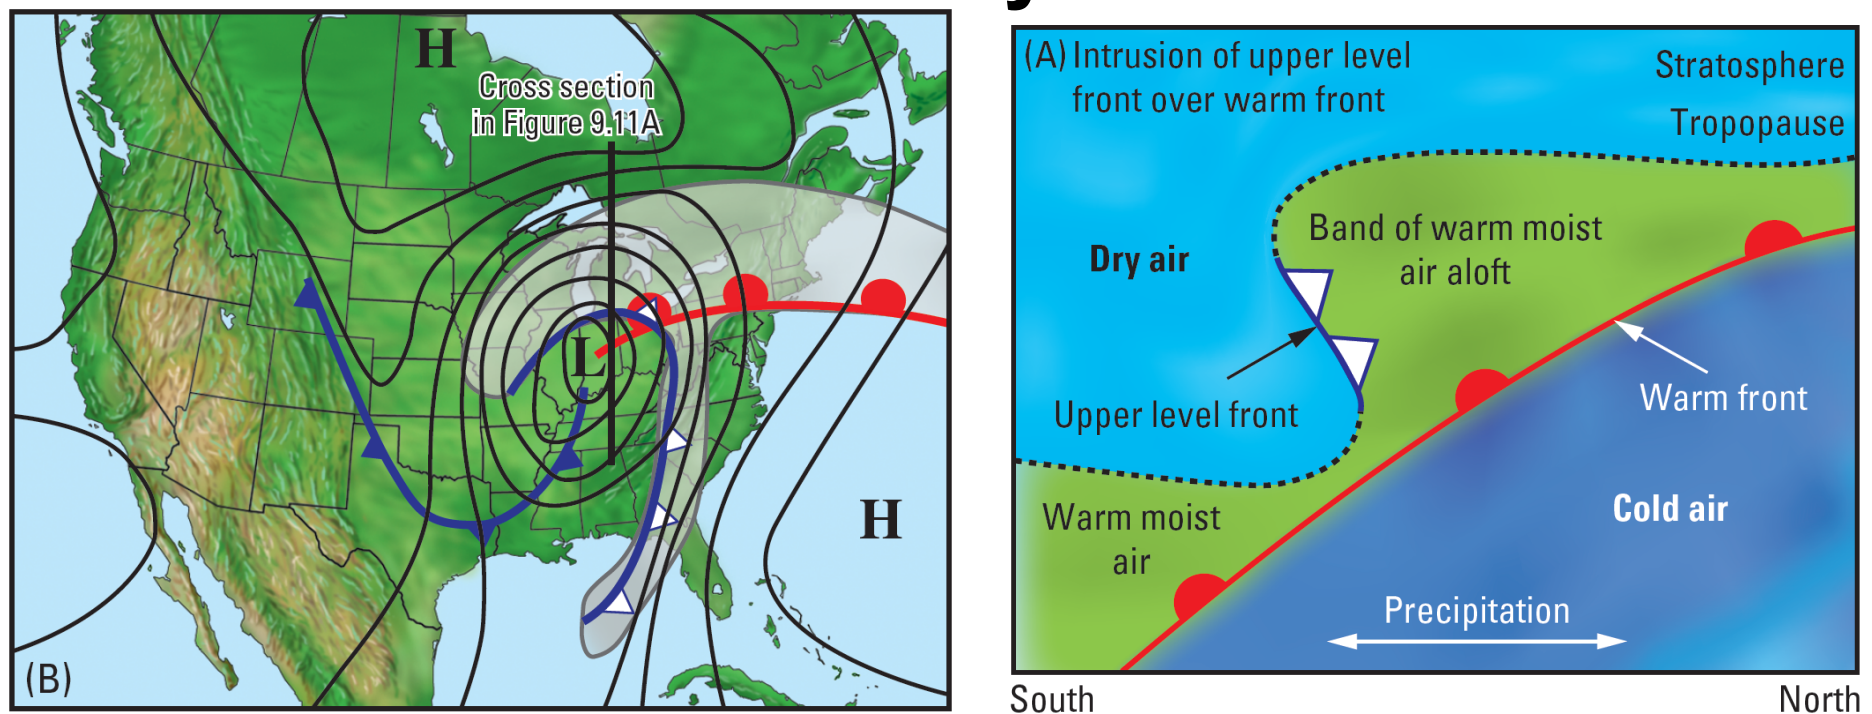 H
Cross section
in Figure 9.11A
L
H
(B)
(A) Intrusion of upper level
front over warm front
Stratosphere
Tropopause
Band of warm moist
air aloft
Dry air
Upper level front
Warm front
Cold air
Warm moist
air
Precipitation
South
North